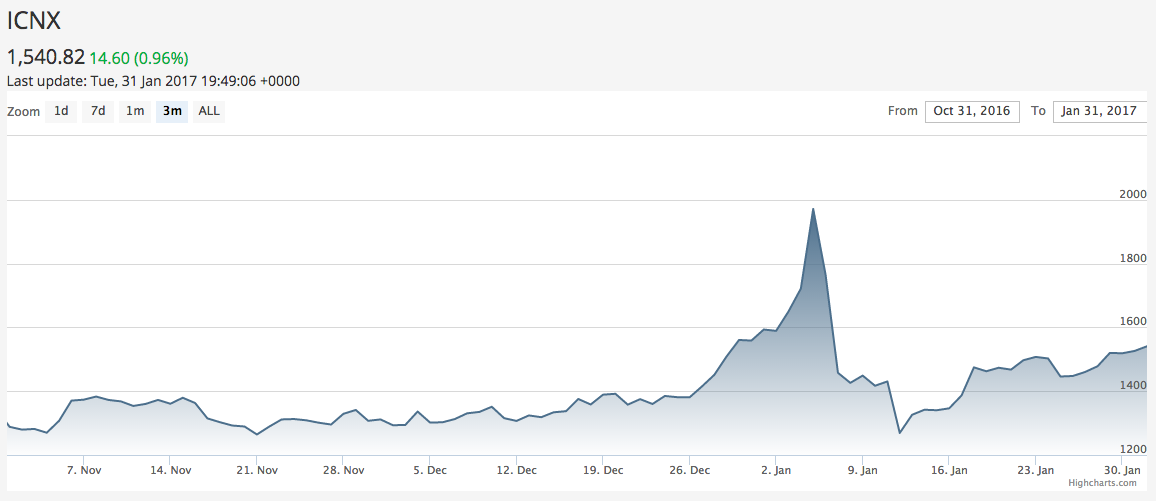 ICNX
1,540.82 14.60 (0.96%)
Last update: Tue, 31 Jan 2017 19:49:06 +0000
Zoom 1d 7d 1m 3m ALL From Oct 31, 2016 To Jan 31, 2017
2000
1800
1600
1400
1200
7. Nov 14. Nov 21. Nov 28. Nov 5. Dec 12. Dec 19. Dec 26. Dec 2. Jan 9. Jan 16. Jan 23. Jan 30. Jan
Highcharts.com